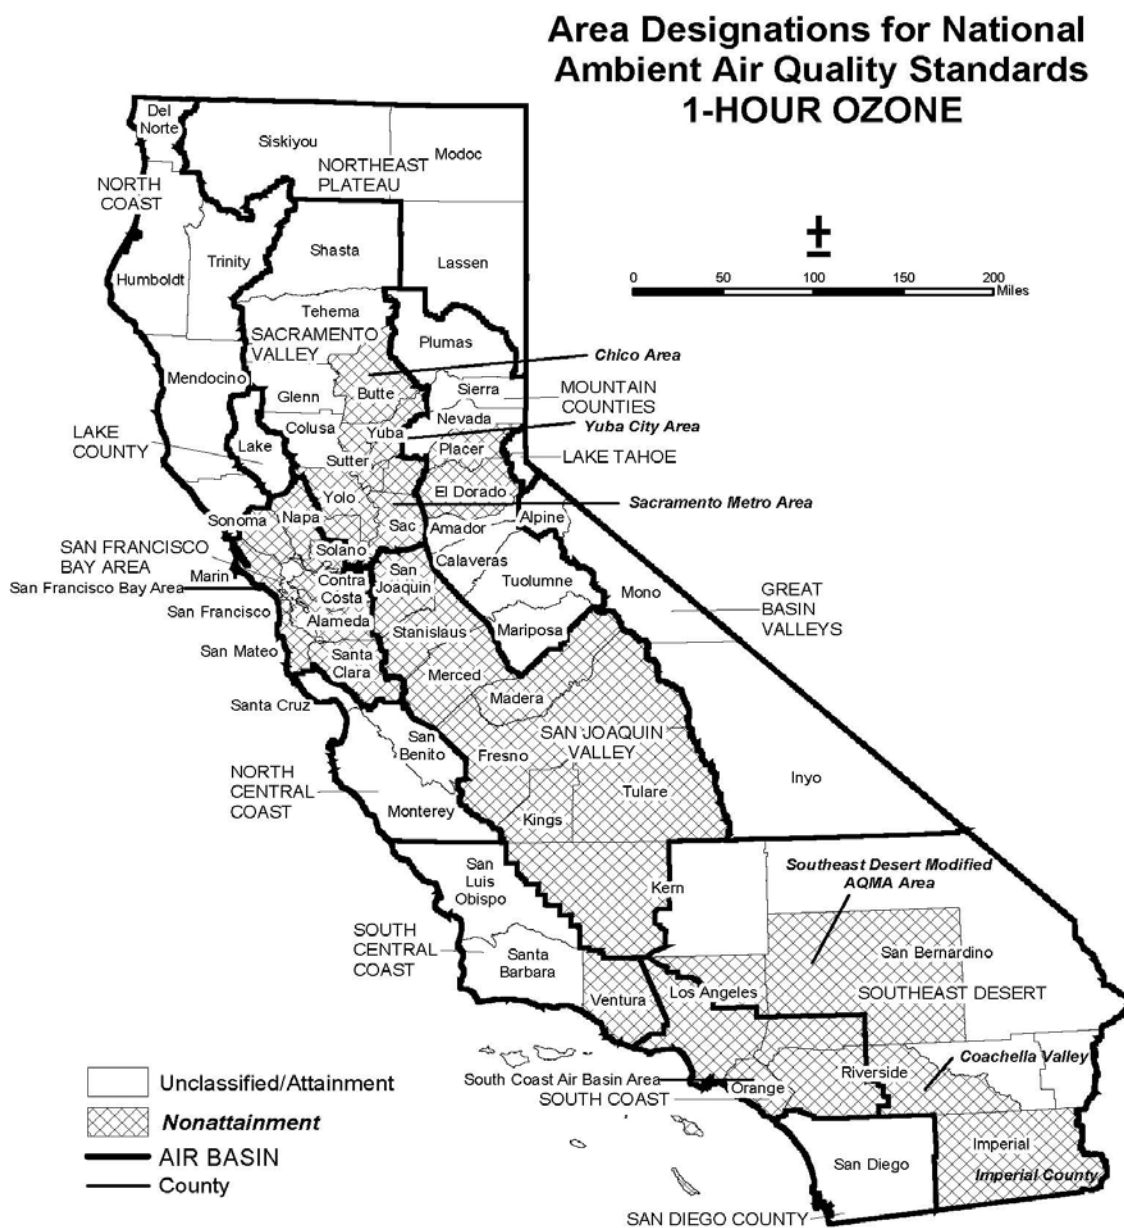 Area Designations for National
Ambient Air Quality Standards
1-HOUR OZONE
Del
Norte
Siskiyou
Modoc
NORTHEAST
PLATEAU
NORTH
COAST
Trinity
Shasta
Lassen
Humboldt
0 50 100 150 200
Miles
Tehema
SACRAMENTO
VALLEY
Plumas
Chico Area
Mendocino
Glenn
Butte
Sierra
MOUNTAIN
COUNTIES
Nevada
Colusa
Yuba
Yuba City Area
LAKE
COUNTY
Lake
Placer
LAKE TAHOE
Sutter
Yolo
El Dorado
Sacramento Metro Area
Sonoma
Napa
Sac
Amador
Alpine
SAN FRANCISCO
BAY AREA
Solano
Calaveras
San Francisco Bay Area
Marin
Contra
Costa
San
Joaquin
Tuolumne
Mono
GREAT
BASIN
VALLEYS
San Francisco
Alameda
Stanislaus
Mariposa
San Mateo
Santa
Clara
Merced
Santa Cruz
Madera
San
Benito
Fresno
SAN JOAQUIN
VALLEY
NORTH
CENTRAL
COAST
Monterey
Kings
Tulare
Inyo
San
Luis
Obispo
Kern
Southeast Desert Modified
AQMA Area
SOUTH
CENTRAL
COAST
Santa
Barbara
San Bernardino
Ventura
Los Angeles
SOUTHEAST DESERT
Coachella Valley
South Coast Air Basin Area
Orange
Riverside
SOUTH COAST
Unclassified/Attainment
Nonattainment
AIR BASIN
County
Imperial
Imperial County
San Diego
SAN DIEGO COUNTY